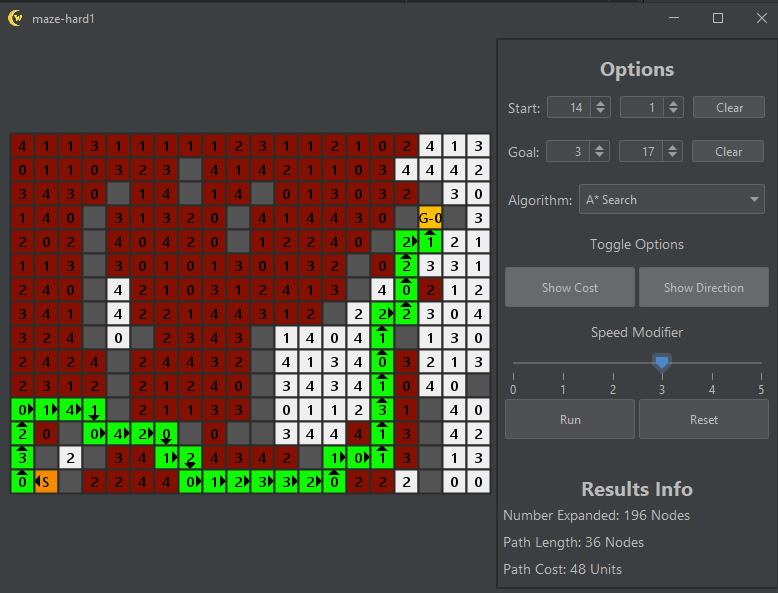 maze-hard1
4 1 1 3 1 1 1 1 1 2 3 1 1 2 1 0 2 4 1 3
0 1 1 0 3 2 3 4 1 4 2 1 1 0 3 4 4 4 2
3 4 3 0 1 4 1 4 0 1 3 0 3 2 3 0
1 4 0 3 1 3 2 0 4 1 4 4 3 0 G-0 3
2 0 2 4 0 4 2 0 1 2 2 4 0 2 1 2 1
1 1 3 3 0 1 0 1 3 0 1 3 2 0 2 3 3 1
2 4 0 4 2 1 0 3 1 2 4 1 3 4 0 2 1 2
3 4 1 4 2 2 1 4 4 3 1 2 2 2 2 3 0 4
3 2 4 0 2 3 4 3 1 4 0 4 1 1 3 0
2 4 2 4 2 4 4 3 2 4 1 3 4 0 3 2 1 3
2 3 1 2 2 1 2 4 0 3 4 3 4 1 0 4 0
0 1 4 1 2 1 1 3 3 0 1 1 2 3 1 4 0
2 0 0 4 2 0 0 3 4 4 4 1 3 4 2
3 2 3 4 1 2 4 3 4 2 1 0 1 3 1 3
0 S 2 2 4 4 0 1 2 3 3 2 0 2 2 2 0 0
Options
Start: 14 1 Clear
Goal: 3 17 Clear
Algorithm: A* Search
Toggle Options
Show Cost Show Direction
Speed Modifier
0 1 2 3 4 5
Run Reset
Results Info
Number Expanded: 196 Nodes
Path Length: 36 Nodes
Path Cost: 48 Units